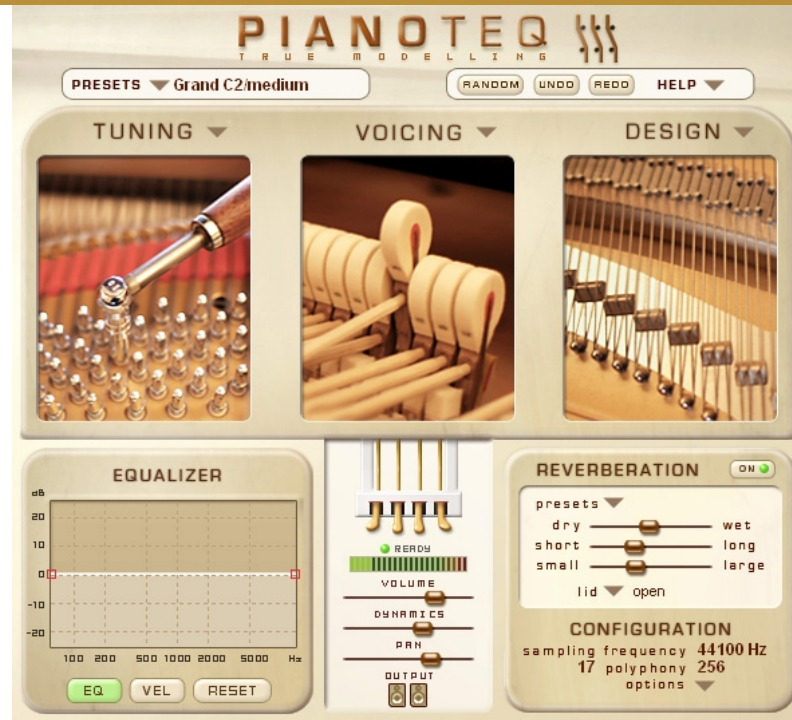 PIANOTEQ
TRUE MODELLING
PRESETS Grand C2/medium
RANDOM UNDO REDO HELP
TUNING VOICING DESIGN
EQUALIZER
dB
20
10
0
-10
-20
100 200 500 1000 2000 5000 Hz
EQ VEL RESET
READY
VOLUME
DYNAMICS
PAN
OUTPUT
REVERBERATION ON
presets
dry wet
short long
small large
lid open
CONFIGURATION
sampling frequency 44100 Hz
17 polyphony 256
options